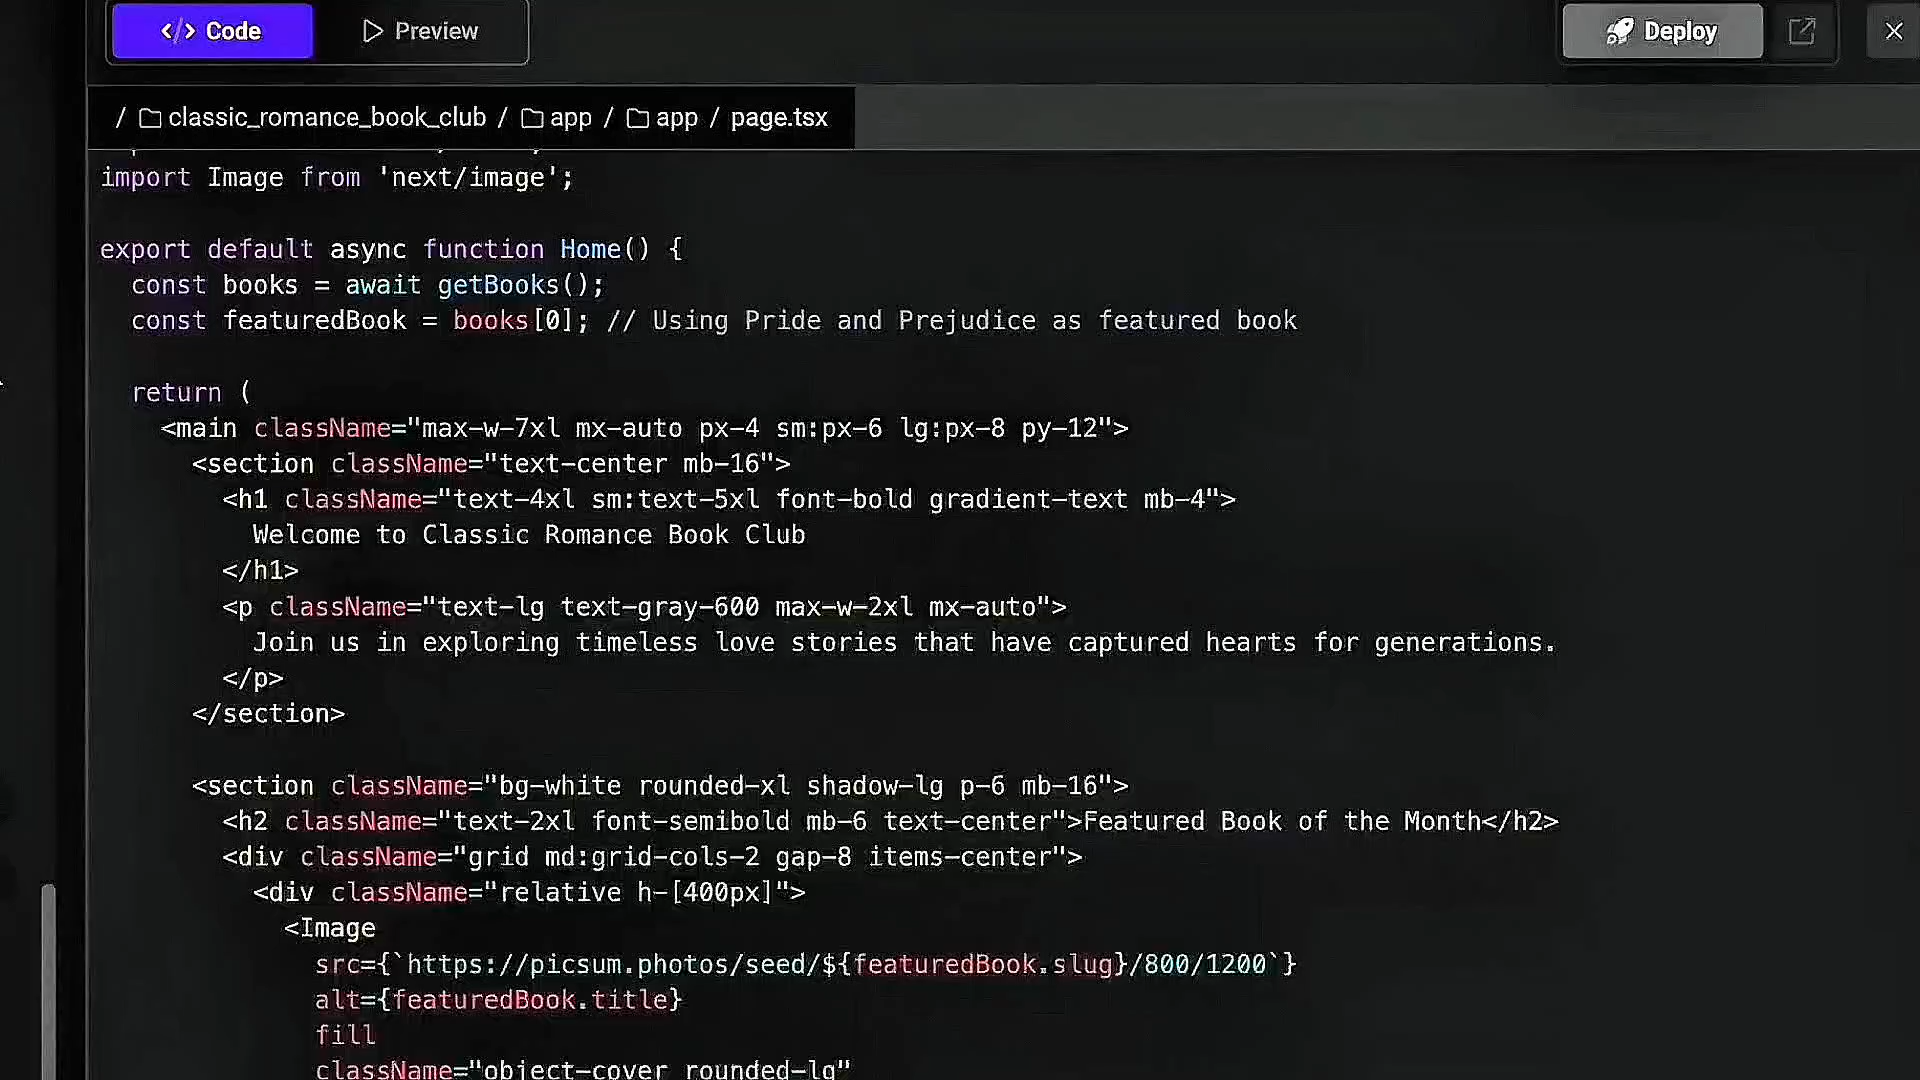 </> Code
Preview
Deploy
/ classic_romance_book_club / app / app / page.tsx
import Image from 'next/image';
export default async function Home() {
const books = await getBooks();
const featuredBook = books[0]; // Using Pride and Prejudice as featured book
return (
<main className="max-w-7xl mx-auto px-4 sm:px-6 lg:px-8 py-12">
<section className="text-center mb-16">
<h1 className="text-4xl sm:text-5xl font-bold gradient-text mb-4">
Welcome to Classic Romance Book Club
</h1>
<p className="text-lg text-gray-600 max-w-2xl mx-auto">
Join us in exploring timeless love stories that have captured hearts for generations.
</p>
</section>
<section className="bg-white rounded-xl shadow-lg p-6 mb-16">
<h2 className="text-2xl font-semibold mb-6 text-center">Featured Book of the Month</h2>
<div className="grid md:grid-cols-2 gap-8 items-center">
<div className="relative h-[400px]">
<Image
src={`https://picsum.photos/seed/${featuredBook.slug}/800/1200`}
alt={featuredBook.title}
fill
className="object-cover rounded-lg"